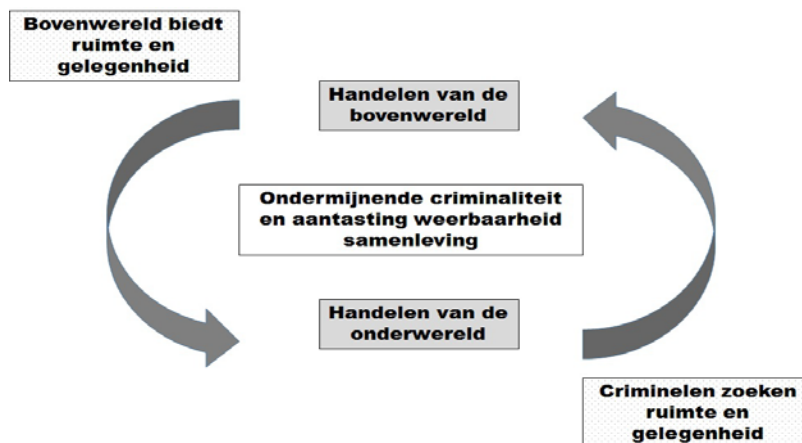 Bovenwereld biedt
ruimte en
gelegenheid
Handelen van de
bovenwereld
Ondermijnende criminaliteit
en aantasting weerbaarheid
samenleving
Handelen van de
onderwereld
Criminelen zoeken
ruimte en
gelegenheid